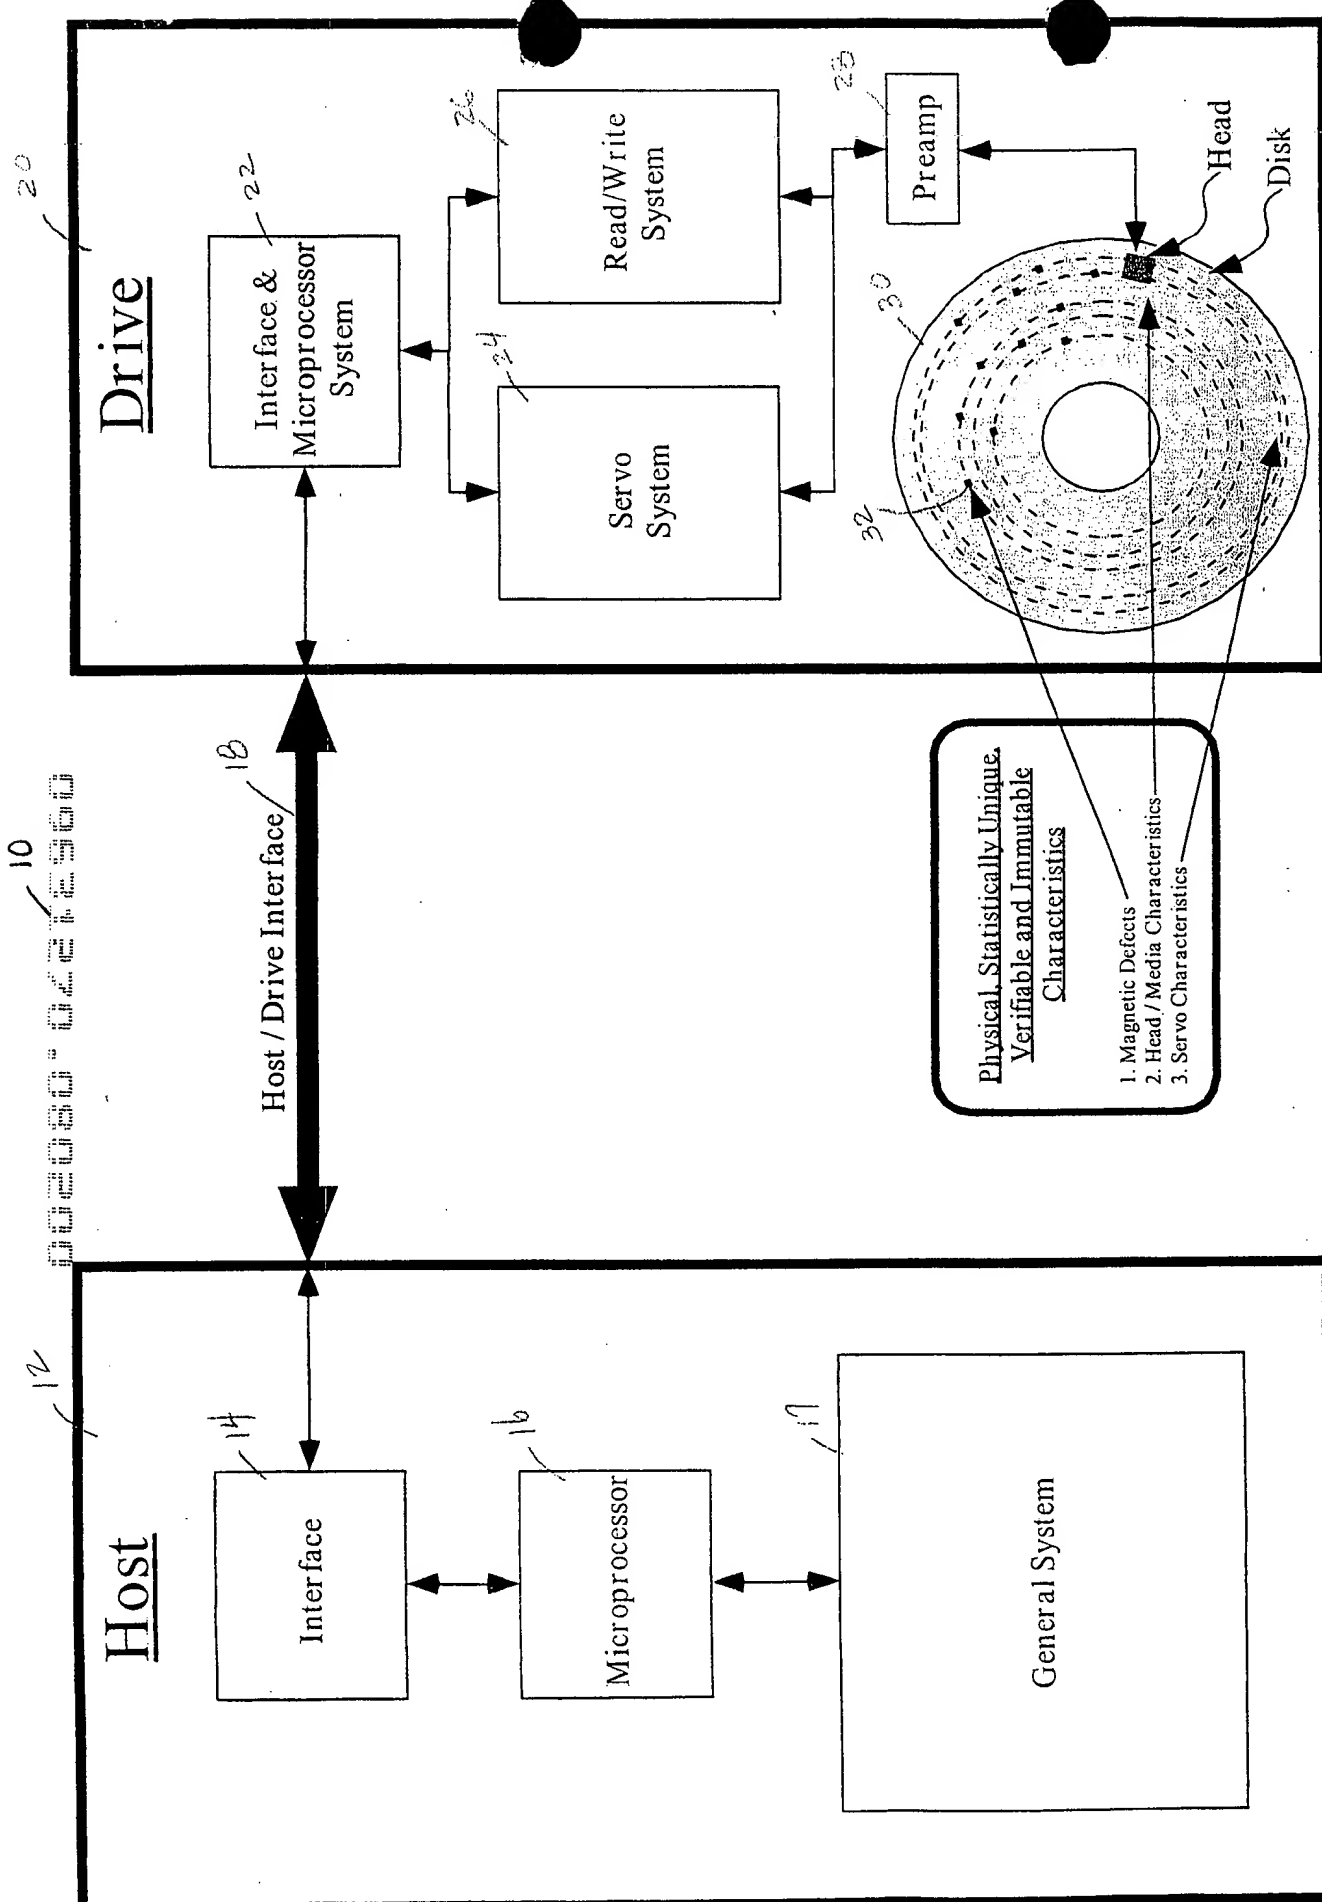 10
09521270.080200
Host
12
Interface
14
Microprocessor
16
General System
17
Host / Drive Interface
18
Physical, Statistically Unique,
Verifiable and Immutable
Characteristics
1. Magnetic Defects
2. Head / Media Characteristics
3. Servo Characteristics
Drive
20
Interface &
Microprocessor
System
22
Servo
System
24
Read/Write
System
26
Preamp
28
30
32
Head
Disk